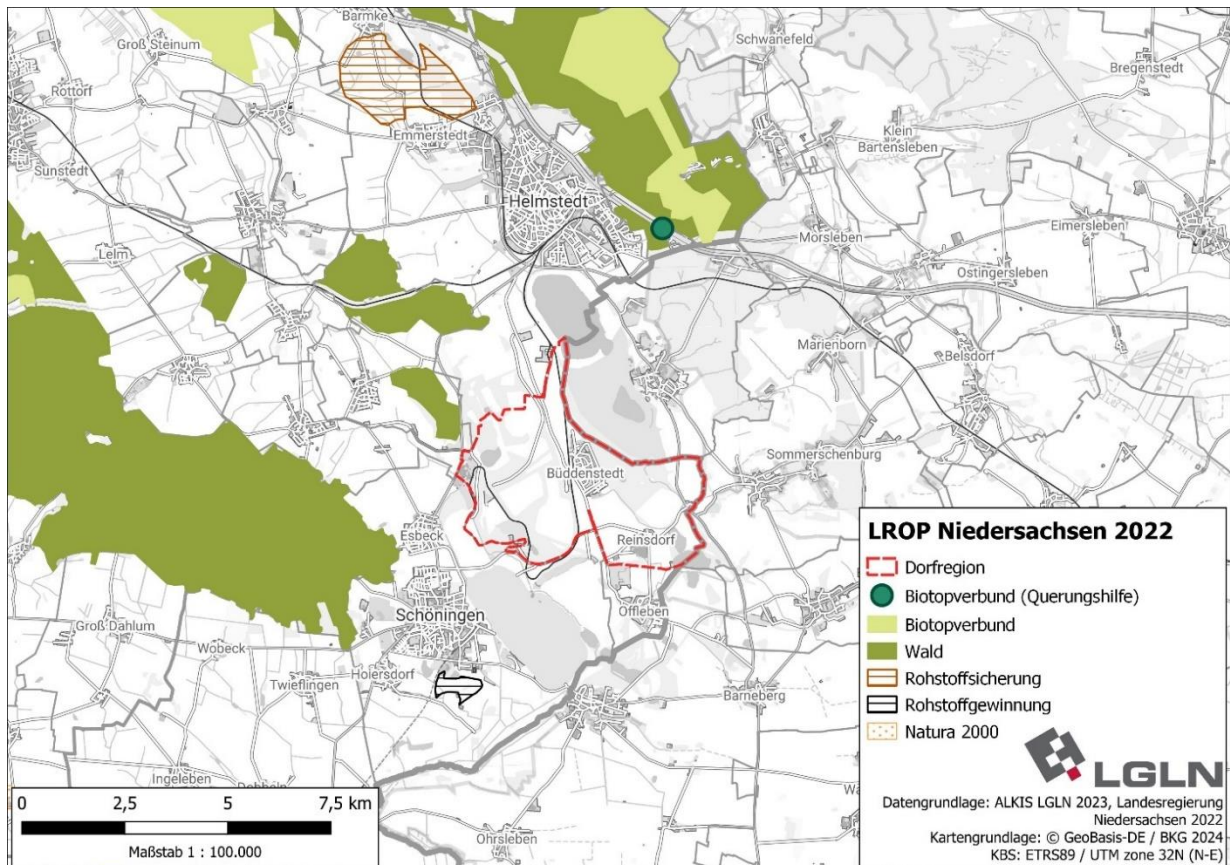 Barmke
Groß Steinum
Schwanefeld
Bregenstedt
Rottorf
Klein
Bartensleben
Emmerstedt
Sunstedt
Helmstedt
Morsleben
Eimersleben
Lelm
Ostingersleben
Marienborn
Belsdorf
Sommerschenburg
Büddenstedt
Esbeck
Reinsdorf
Offleben
Schöningen
Groß Dahlum
Wobeck
Hoiersdorf
Twieflingen
Barneberg
Ingeleben
Ohrsleben
LROP Niedersachsen 2022
Dorfregion
Biotopverbund (Querungshilfe)
Biotopverbund
Wald
Rohstoffsicherung
Rohstoffgewinnung
Natura 2000
LGLN
Datengrundlage: ALKIS LGLN 2023, Landesregierung
Niedersachsen 2022
Kartengrundlage: © GeoBasis-DE / BKG 2024
KBS: ETRS89 / UTM zone 32N (N-E)
0 2,5 5 7,5 km
Maßstab 1 : 100.000